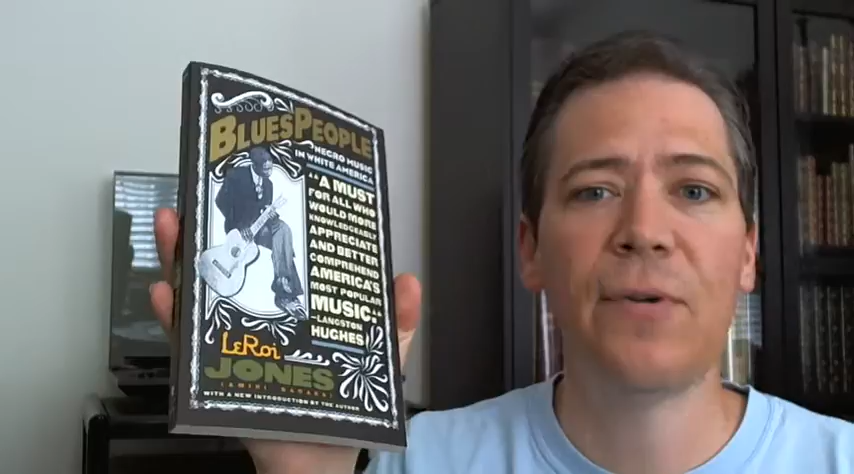 BLUES PEOPLE
NEGRO MUSIC
IN WHITE AMERICA
"A MUST
FOR ALL WHO
WOULD MORE
KNOWLEDGEABLY
APPRECIATE
AND BETTER
COMPREHEND
AMERICA'S
MOST POPULAR
MUSIC."
—LANGSTON
HUGHES
LEROI
JONES
(AMIRI BARAKA)
WITH A NEW INTRODUCTION BY THE AUTHOR